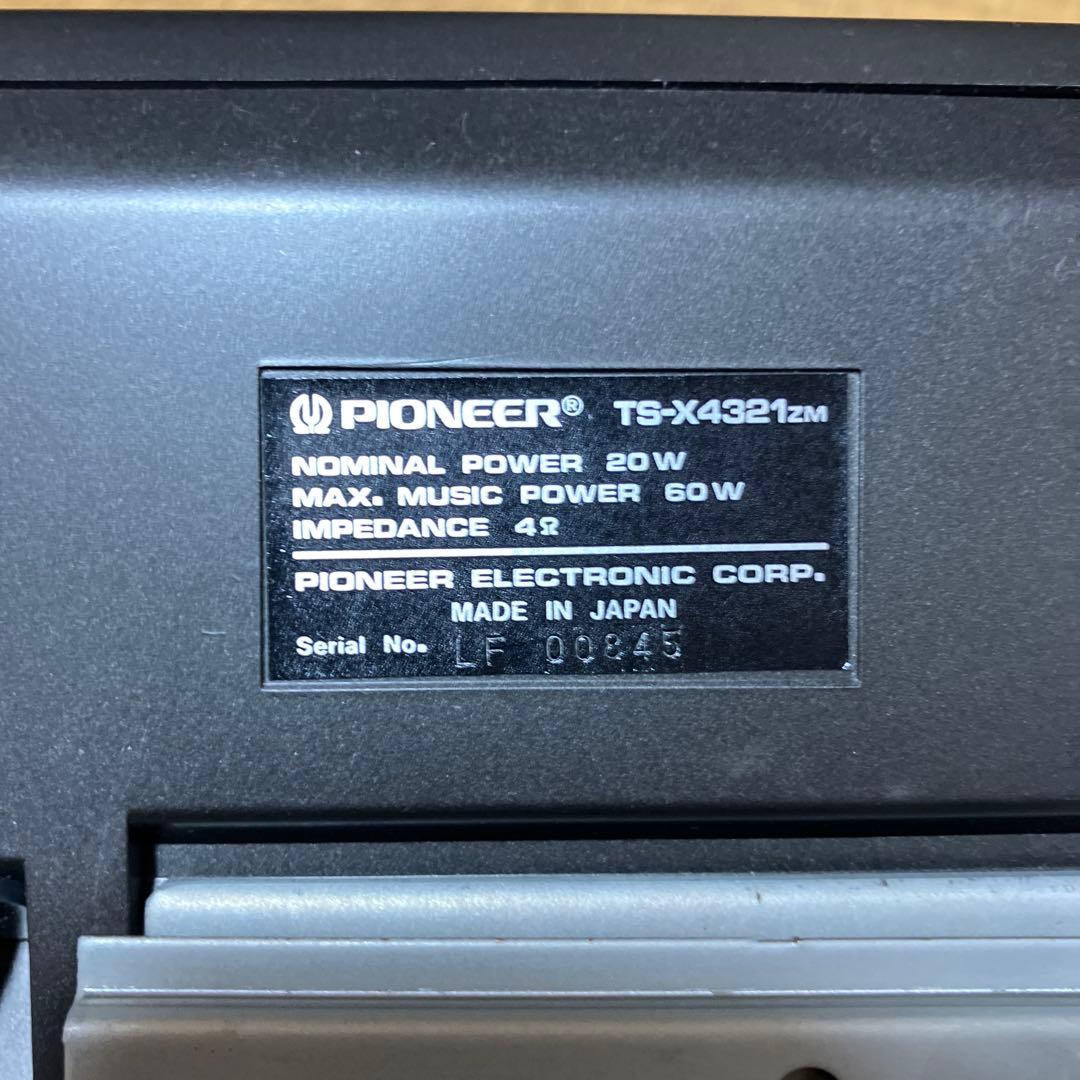 PIONEER® TS-X4321ZM
NOMINAL POWER 20W
MAX. MUSIC POWER 60W
IMPEDANCE 4Ω
PIONEER ELECTRONIC CORP.
MADE IN JAPAN
Serial No. LF 00845